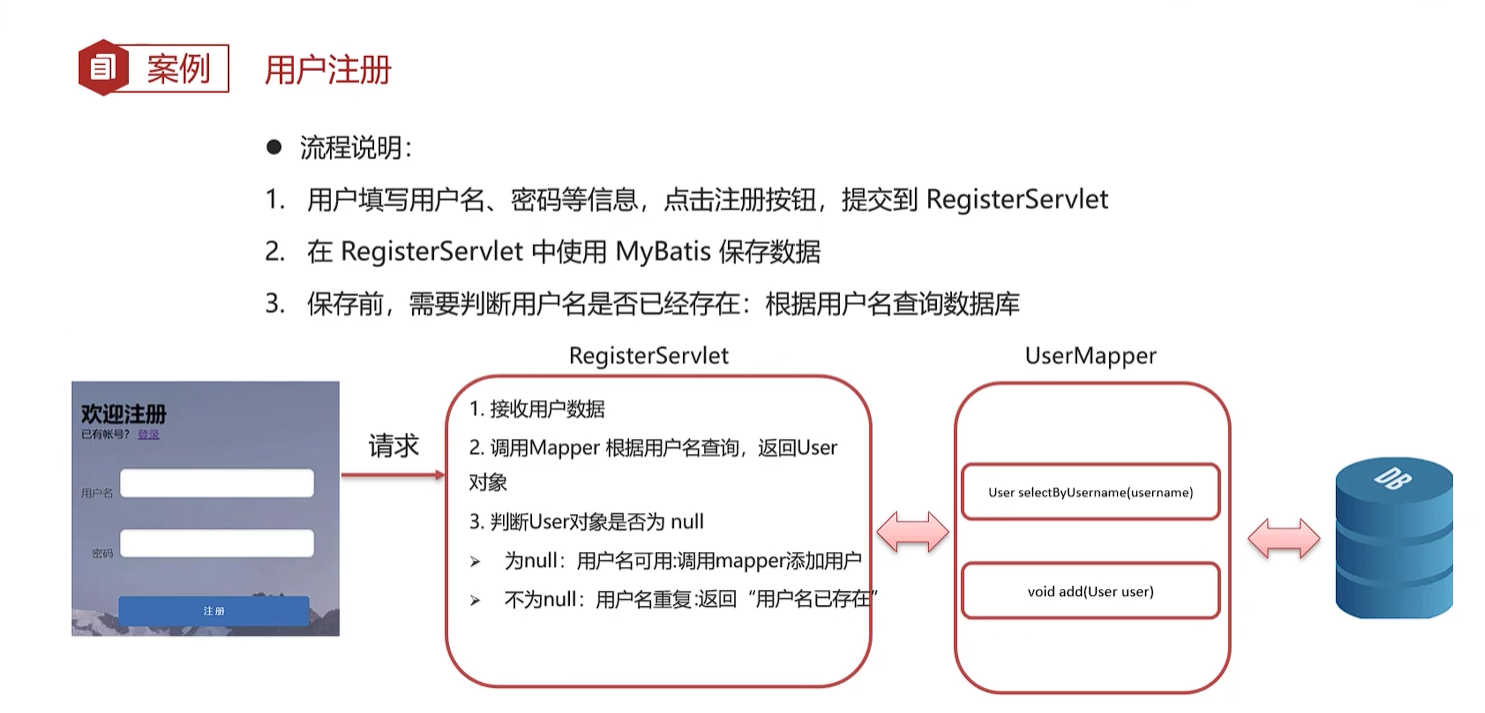 案例
用户注册
● 流程说明：
1. 用户填写用户名、密码等信息，点击注册按钮，提交到 RegisterServlet
2. 在 RegisterServlet 中使用 MyBatis 保存数据
3. 保存前，需要判断用户名是否已经存在：根据用户名查询数据库
欢迎注册
已有帐号？ 登录
用户名
密码
注册
请求
RegisterServlet
1. 接收用户数据
2. 调用Mapper 根据用户名查询，返回User
对象
3. 判断User对象是否为 null
➢ 为null：用户名可用:调用mapper添加用户
➢ 不为null：用户名重复:返回“用户名已存在”
UserMapper
User selectByUsername(username)
void add(User user)
DB